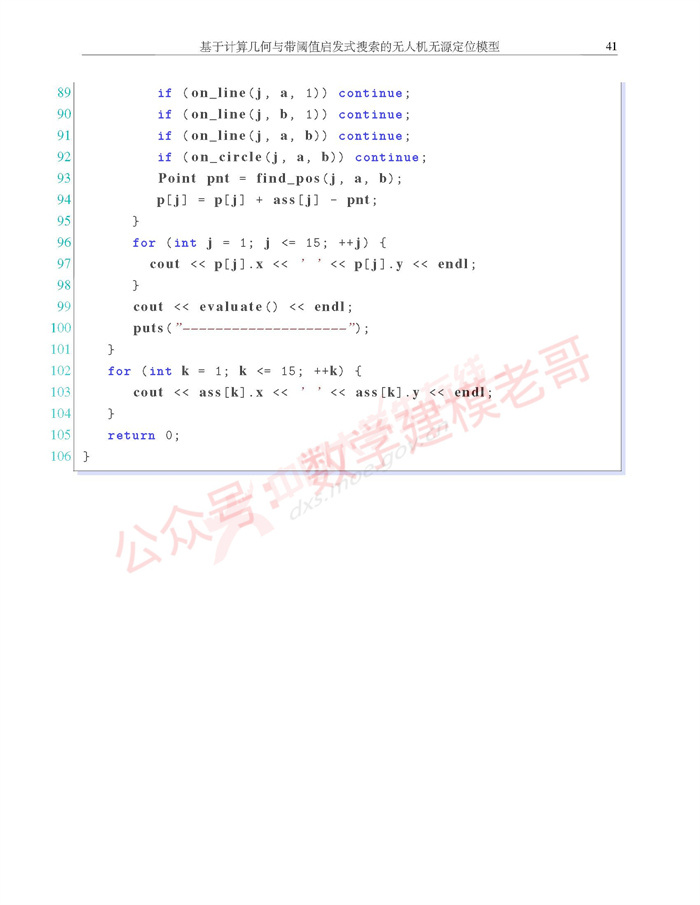 基于计算几何与带阈值启发式搜索的无人机无源定位模型 41
89 if (on_line(j, a, 1)) continue;
90 if (on_line(j, b, 1)) continue;
91 if (on_line(j, a, b)) continue;
92 if (on_circle(j, a, b)) continue;
93 Point pnt = find_pos(j, a, b);
94 p[j] = p[j] + ass[j] - pnt;
95 }
96 for (int j = 1; j <= 15; ++j) {
97 cout << p[j].x << ' ' << p[j].y << endl;
98 }
99 cout << evaluate() << endl;
100 puts("--------------------");
101 }
102 for (int k = 1; k <= 15; ++k) {
103 cout << ass[k].x << ' ' << ass[k].y << endl;
104 }
105 return 0;
106 }
公众号：数学建模老哥
dxs.moe.gov.cn